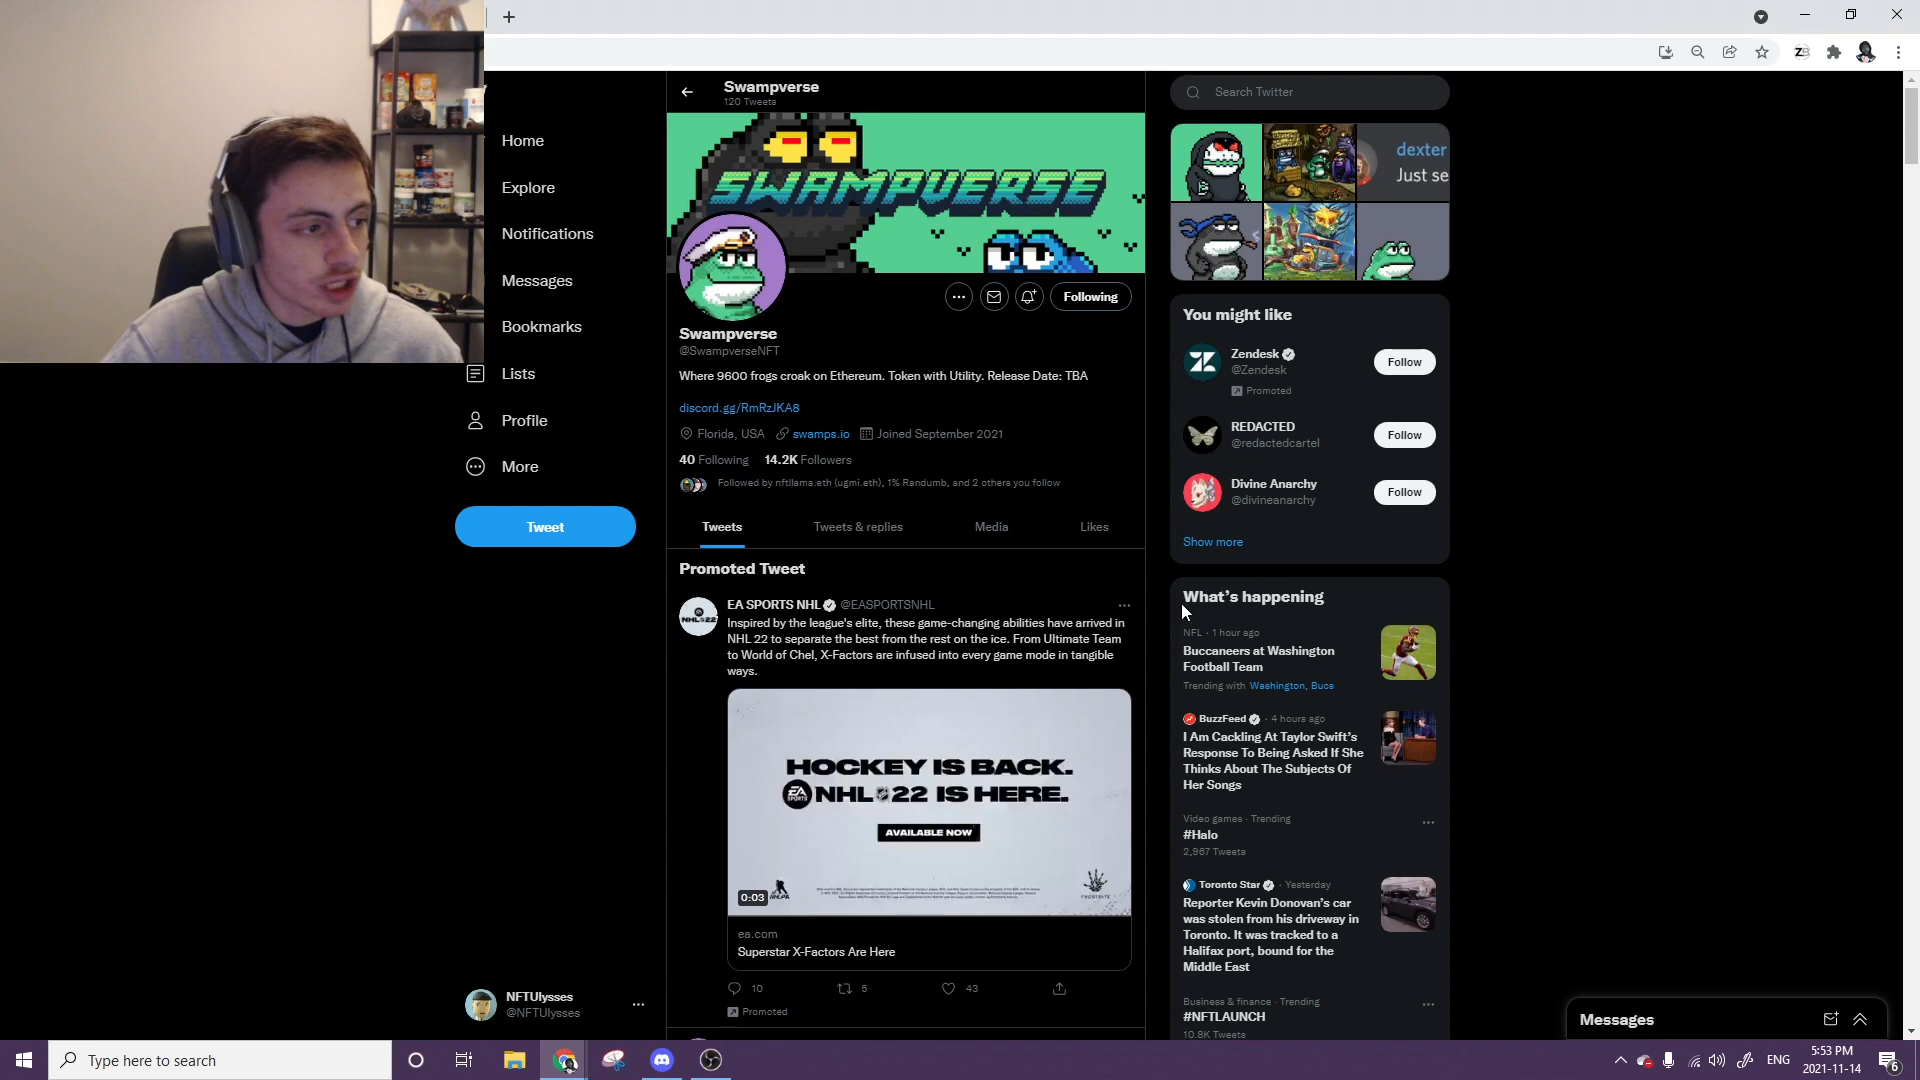 Home
Explore
Notifications
Messages
Bookmarks
Lists
Profile
More
Tweet
NFTUlysses
@NFTUlysses
Swampverse
120 Tweets
SWAMPVERSE
Following
Swampverse
@SwampverseNFT
Where 9600 frogs croak on Ethereum. Token with Utility. Release Date: TBA
discord.gg/RmRzJKA8
Florida, USA swamps.io Joined September 2021
40 Following 14.2K Followers
Followed by nftllama.eth (ugmi.eth), 1% Randumb, and 2 others you follow
Tweets Tweets & replies Media Likes
Promoted Tweet
NHL 22
EA SPORTS NHL @EASPORTSNHL
Inspired by the league's elite, these game-changing abilities have arrived in
NHL 22 to separate the best from the rest on the ice. From Ultimate Team
to World of Chel, X-Factors are infused into every game mode in tangible
ways.
HOCKEY IS BACK.
EA SPORTS NHL 22 IS HERE.
AVAILABLE NOW
0:03 NHLPA
FROSTBITE
ea.com
Superstar X-Factors Are Here
10 5 43
Promoted
Search Twitter
dexter
Just se
You might like
Zendesk
@Zendesk
Promoted
Follow
REDACTED
@redactedcartel
Follow
Divine Anarchy
@divineanarchy
Follow
Show more
What's happening
NFL · 1 hour ago
Buccaneers at Washington
Football Team
Trending with Washington, Bucs
BuzzFeed · 4 hours ago
I Am Cackling At Taylor Swift's
Response To Being Asked If She
Thinks About The Subjects Of
Her Songs
Video games · Trending
#Halo
2,967 Tweets
Toronto Star · Yesterday
Reporter Kevin Donovan's car
was stolen from his driveway in
Toronto. It was tracked to a
Halifax port, bound for the
Middle East
Business & finance · Trending
#NFTLAUNCH
10.8K Tweets
Messages
Type here to search
ENG
5:53 PM
2021-11-14
6